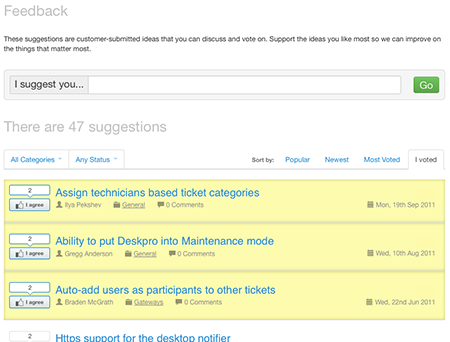 Feedback
These suggestions are customer-submitted ideas that you can discuss and vote on. Support the ideas you like most so we can improve on
the things that matter most.
I suggest you... Go
There are 47 suggestions
All Categories Any Status Sort by: Popular Newest Most Voted I voted
2
Assign technicians based ticket categories
I agree Ilya Pekshev General 0 Comments Mon, 19th Sep 2011
2
Ability to put Deskpro into Maintenance mode
I agree Gregg Anderson General 0 Comments Wed, 10th Aug 2011
2
Auto-add users as participants to other tickets
I agree Braden McGrath Gateways 0 Comments Wed, 22nd Jun 2011
2
Https support for the desktop notifier